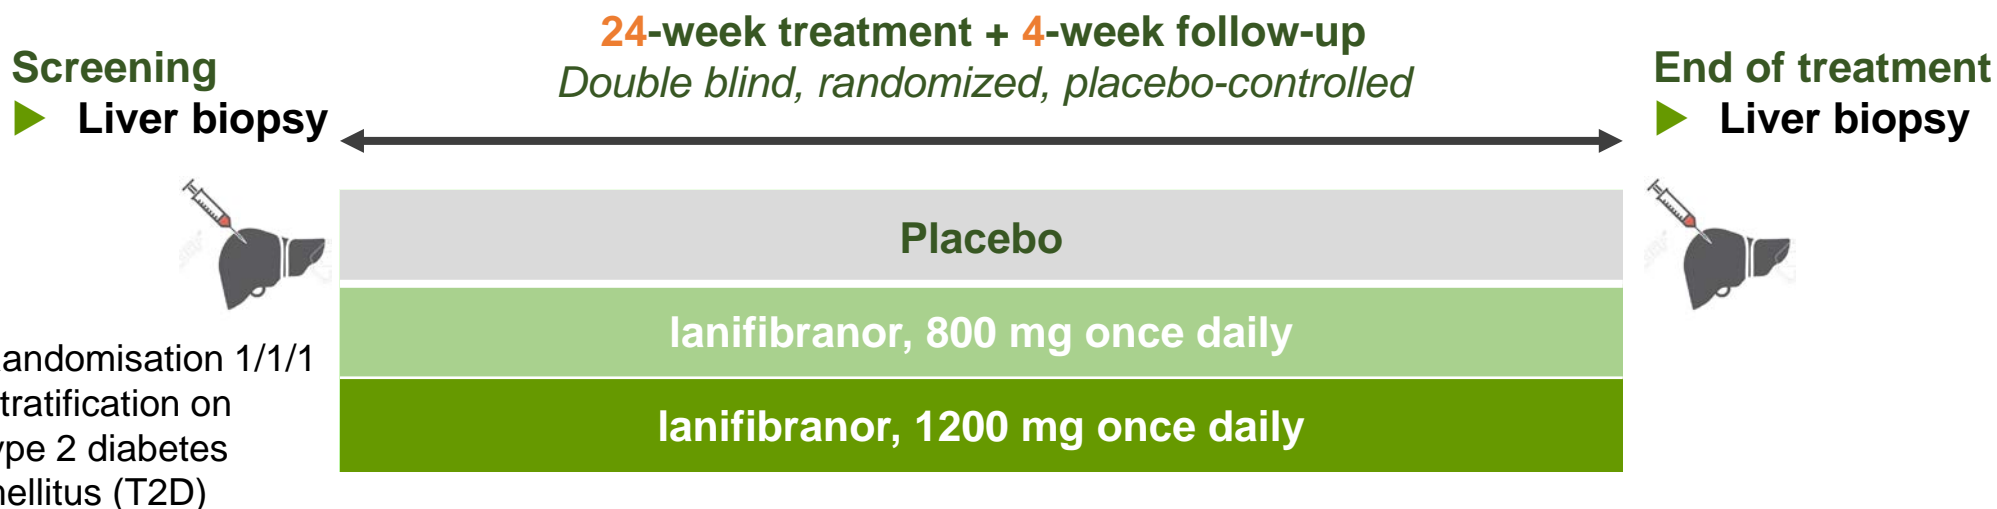 24-week treatment + 4-week follow-up
Double blind, randomized, placebo-controlled
Screening
Liver biopsy
End of treatment
Liver biopsy
Placebo
lanifibranor, 800 mg once daily
lanifibranor, 1200 mg once daily
andomisation 1/1/1
tratification on
ype 2 diabetes
ellitus (T2D)